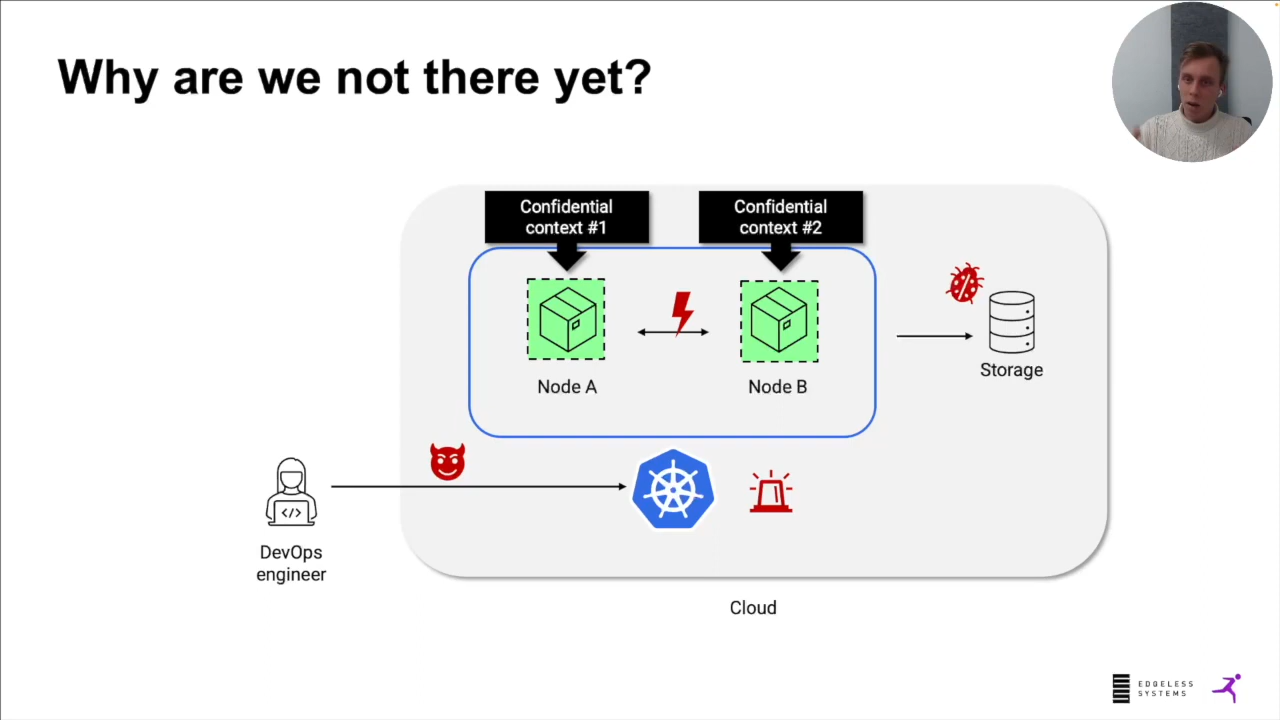 Why are we not there yet?
Confidential
context #1
Confidential
context #2
Node A
Node B
Storage
</>
DevOps
engineer
Cloud
EDGELESS
SYSTEMS